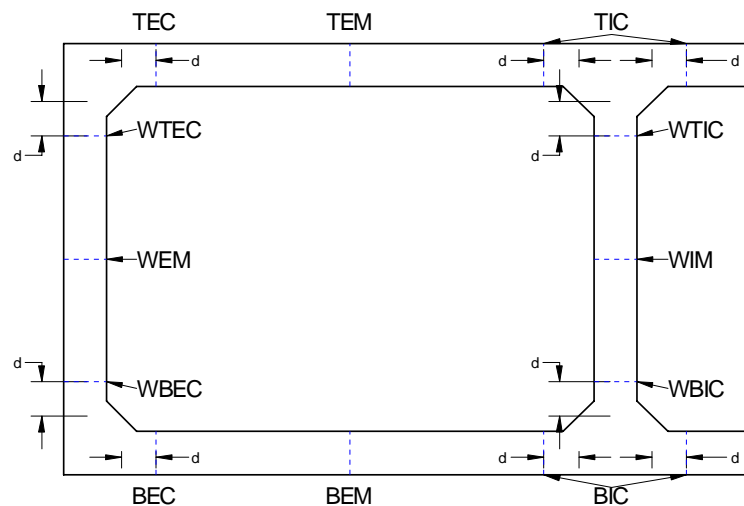 TEC TEM TIC
d d d
d WTEC d WTIC
WEM WIM
d WBEC d WBIC
d d d
BEC BEM BIC